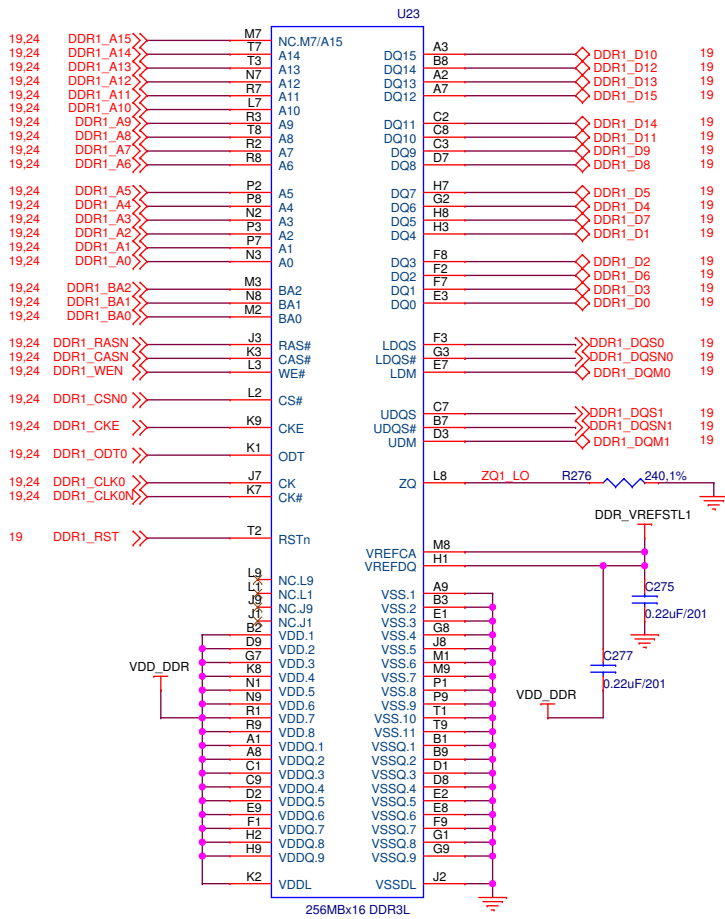 U23
19,24 DDR1_A15 M7 NC.M7/A15
19,24 DDR1_A14 T7 A14
19,24 DDR1_A13 T3 A13
19,24 DDR1_A12 N7 A12
19,24 DDR1_A11 R7 A11
19,24 DDR1_A10 L7 A10
19,24 DDR1_A9 R3 A9
19,24 DDR1_A8 T8 A8
19,24 DDR1_A7 R2 A7
19,24 DDR1_A6 R8 A6
19,24 DDR1_A5 P2 A5
19,24 DDR1_A4 P8 A4
19,24 DDR1_A3 N2 A3
19,24 DDR1_A2 P3 A2
19,24 DDR1_A1 P7 A1
19,24 DDR1_A0 N3 A0
19,24 DDR1_BA2 M3 BA2
19,24 DDR1_BA1 N8 BA1
19,24 DDR1_BA0 M2 BA0
19,24 DDR1_RASN J3 RAS#
19,24 DDR1_CASN K3 CAS#
19,24 DDR1_WEN L3 WE#
19,24 DDR1_CSN0 L2 CS#
19,24 DDR1_CKE K9 CKE
19,24 DDR1_ODT0 K1 ODT
19,24 DDR1_CLK0 J7 CK
19,24 DDR1_CLK0N K7 CK#
19 DDR1_RST T2 RSTn
L9 NC.L9
L1 NC.L1
J9 NC.J9
J1 NC.J1
VDD_DDR
B2 VDD.1
D9 VDD.2
G7 VDD.3
K8 VDD.4
N1 VDD.5
N9 VDD.6
R1 VDD.7
R9 VDD.8
A1 VDDQ.1
A8 VDDQ.2
C1 VDDQ.3
C9 VDDQ.4
D2 VDDQ.5
E9 VDDQ.6
F1 VDDQ.7
H2 VDDQ.8
H9 VDDQ.9
K2 VDDL
DQ15 A3 DDR1_D10 19
DQ14 B8 DDR1_D12 19
DQ13 A2 DDR1_D13 19
DQ12 A7 DDR1_D15 19
DQ11 C2 DDR1_D14 19
DQ10 C8 DDR1_D11 19
DQ9 C3 DDR1_D9 19
DQ8 D7 DDR1_D8 19
DQ7 H7 DDR1_D5 19
DQ6 G2 DDR1_D4 19
DQ5 H8 DDR1_D7 19
DQ4 H3 DDR1_D1 19
DQ3 F8 DDR1_D2 19
DQ2 F2 DDR1_D6 19
DQ1 F7 DDR1_D3 19
DQ0 E3 DDR1_D0 19
LDQS F3 DDR1_DQS0 19
LDQS# G3 DDR1_DQSN0 19
LDM E7 DDR1_DQM0 19
UDQS C7 DDR1_DQS1 19
UDQS# B7 DDR1_DQSN1 19
UDM D3 DDR1_DQM1 19
ZQ L8 ZQ1_LO R276 240,1%
DDR_VREFSTL1
VREFCA M8
VREFDQ H1
C275
0.22uF/201
C277
0.22uF/201
VDD_DDR
VSS.1 A9
VSS.2 B3
VSS.3 E1
VSS.4 G8
VSS.5 J8
VSS.6 M1
VSS.7 M9
VSS.8 P1
VSS.9 P9
VSS.10 T1
VSS.11 T9
VSSQ.1 B1
VSSQ.2 B9
VSSQ.3 D1
VSSQ.4 D8
VSSQ.5 E2
VSSQ.6 E8
VSSQ.7 F9
VSSQ.8 G1
VSSQ.9 G9
VSSDL J2
256MBx16 DDR3L